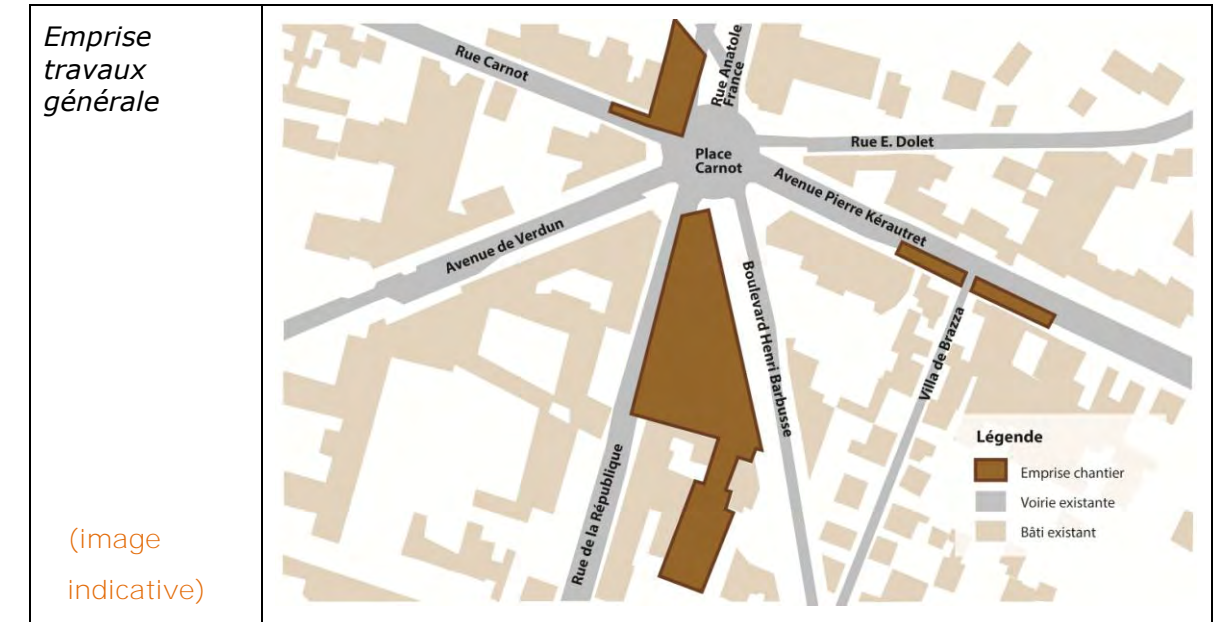 Emprise
travaux
générale
(image
indicative)
Rue Carnot
Rue Anatole
France
Place
Carnot
Rue E. Dolet
Avenue Pierre Kérautret
Avenue de Verdun
Boulevard Henri Barbusse
Villa de Brazza
Rue de la République
Légende
Emprise chantier
Voirie existante
Bâti existant